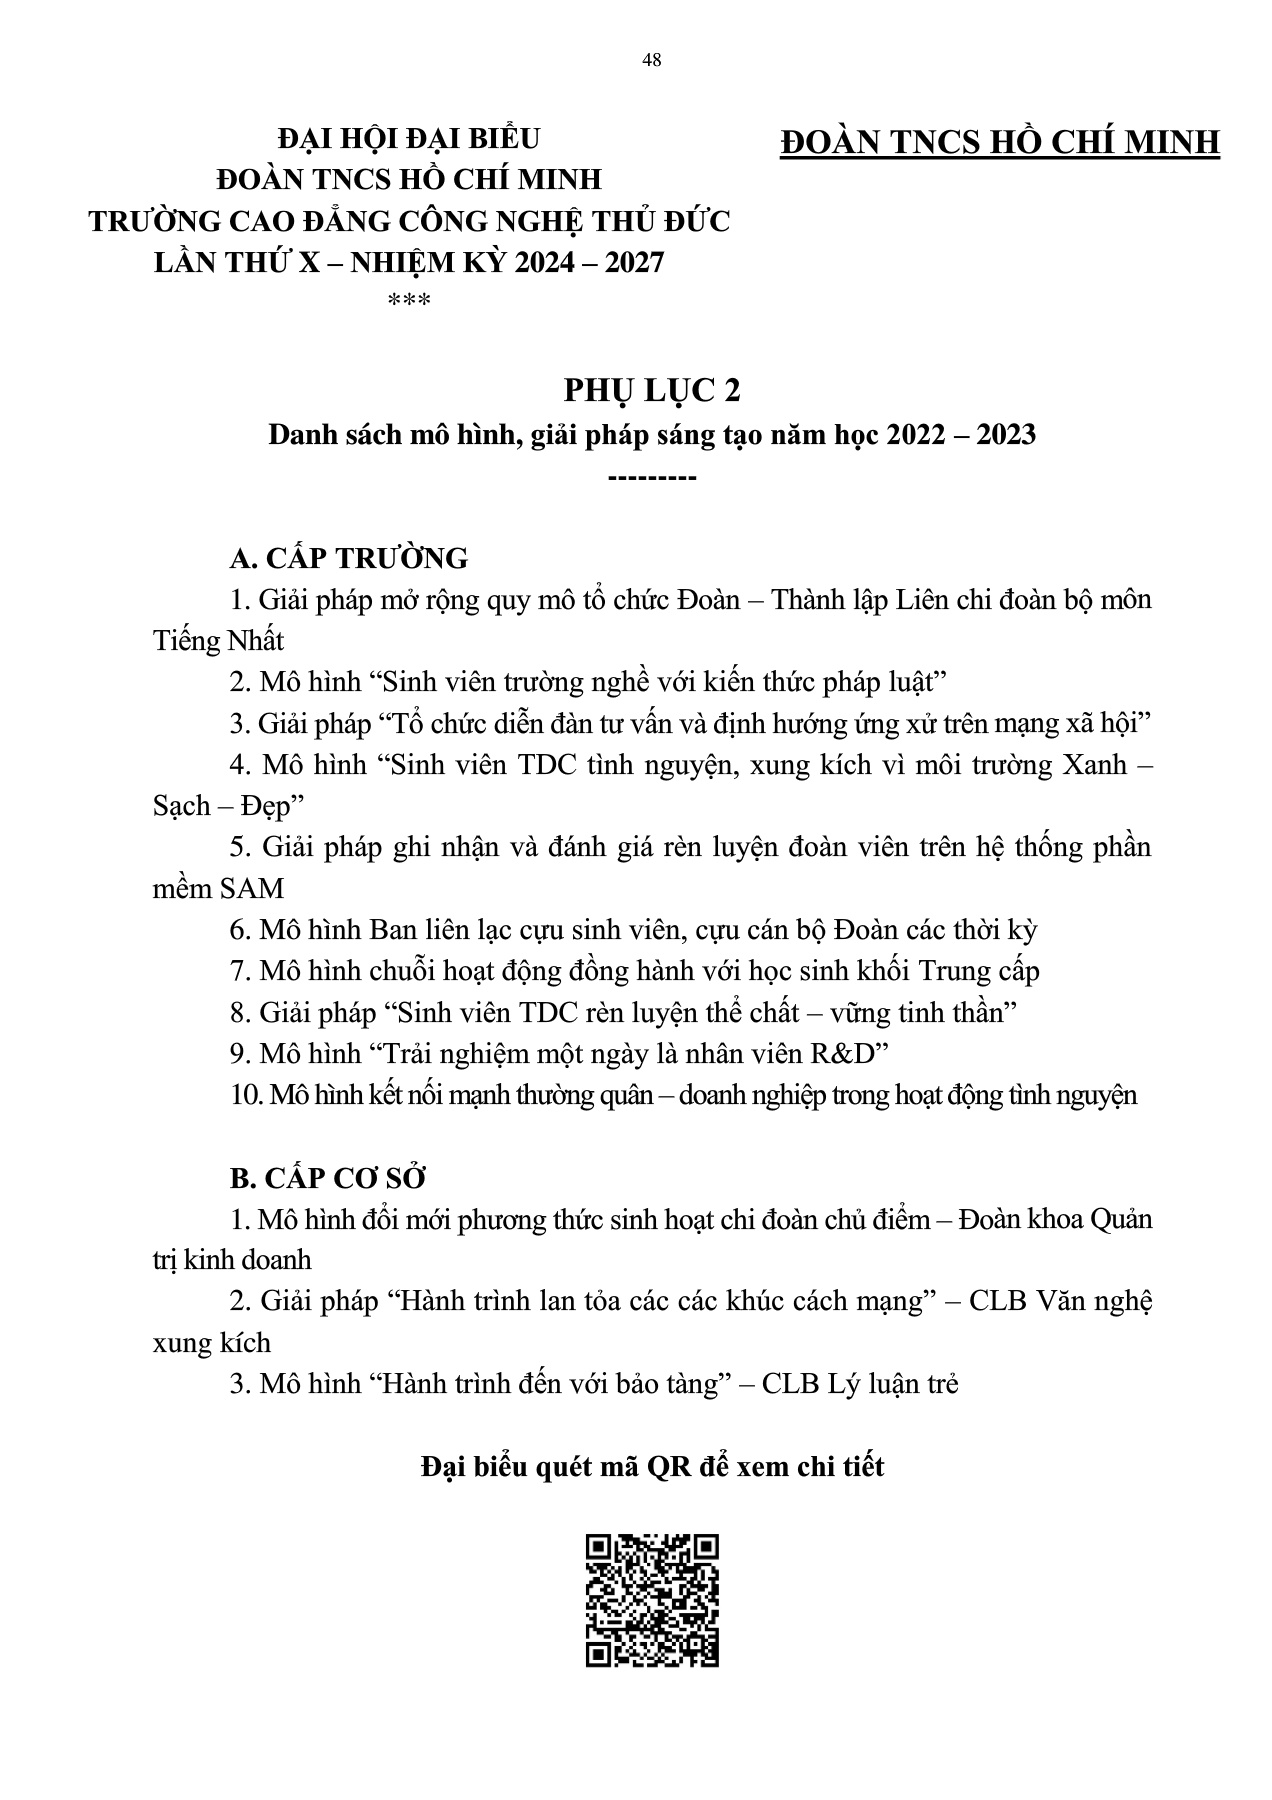 48
ĐẠI HỘI ĐẠI BIỂU
ĐOÀN TNCS HỒ CHÍ MINH
TRƯỜNG CAO ĐẲNG CÔNG NGHỆ THỦ ĐỨC
LẦN THỨ X – NHIỆM KỲ 2024 – 2027
***
ĐOÀN TNCS HỒ CHÍ MINH
PHỤ LỤC 2
Danh sách mô hình, giải pháp sáng tạo năm học 2022 – 2023
---------
A. CẤP TRƯỜNG
1. Giải pháp mở rộng quy mô tổ chức Đoàn – Thành lập Liên chi đoàn bộ môn
Tiếng Nhất
2. Mô hình “Sinh viên trường nghề với kiến thức pháp luật”
3. Giải pháp “Tổ chức diễn đàn tư vấn và định hướng ứng xử trên mạng xã hội”
4. Mô hình “Sinh viên TDC tình nguyện, xung kích vì môi trường Xanh –
Sạch – Đẹp”
5. Giải pháp ghi nhận và đánh giá rèn luyện đoàn viên trên hệ thống phần
mềm SAM
6. Mô hình Ban liên lạc cựu sinh viên, cựu cán bộ Đoàn các thời kỳ
7. Mô hình chuỗi hoạt động đồng hành với học sinh khối Trung cấp
8. Giải pháp “Sinh viên TDC rèn luyện thể chất – vững tinh thần”
9. Mô hình “Trải nghiệm một ngày là nhân viên R&D”
10. Mô hình kết nối mạnh thường quân – doanh nghiệp trong hoạt động tình nguyện
B. CẤP CƠ SỞ
1. Mô hình đổi mới phương thức sinh hoạt chi đoàn chủ điểm – Đoàn khoa Quản
trị kinh doanh
2. Giải pháp “Hành trình lan tỏa các các khúc cách mạng” – CLB Văn nghệ
xung kích
3. Mô hình “Hành trình đến với bảo tàng” – CLB Lý luận trẻ
Đại biểu quét mã QR để xem chi tiết